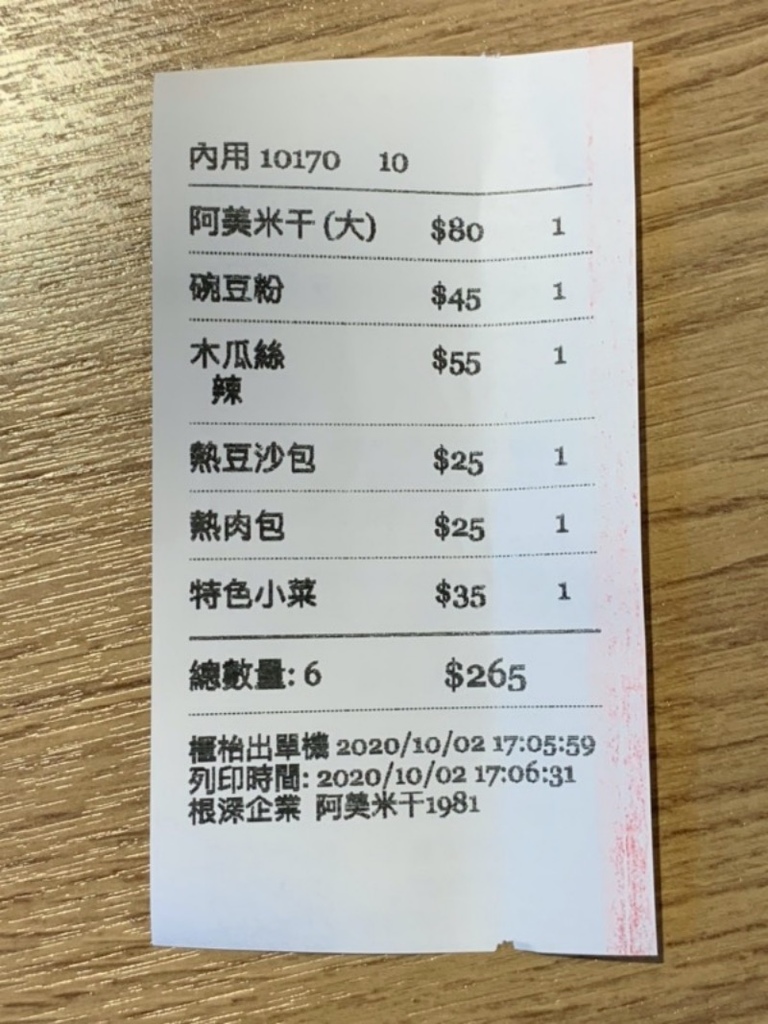 內用 10170 10
阿美米干 (大) $80 1
碗豆粉 $45 1
木瓜絲 $55 1
辣
熱豆沙包 $25 1
熱肉包 $25 1
特色小菜 $35 1
總數量: 6 $265
櫃枱出單機 2020/10/02 17:05:59
列印時間: 2020/10/02 17:06:31
根深企業 阿美米干1981